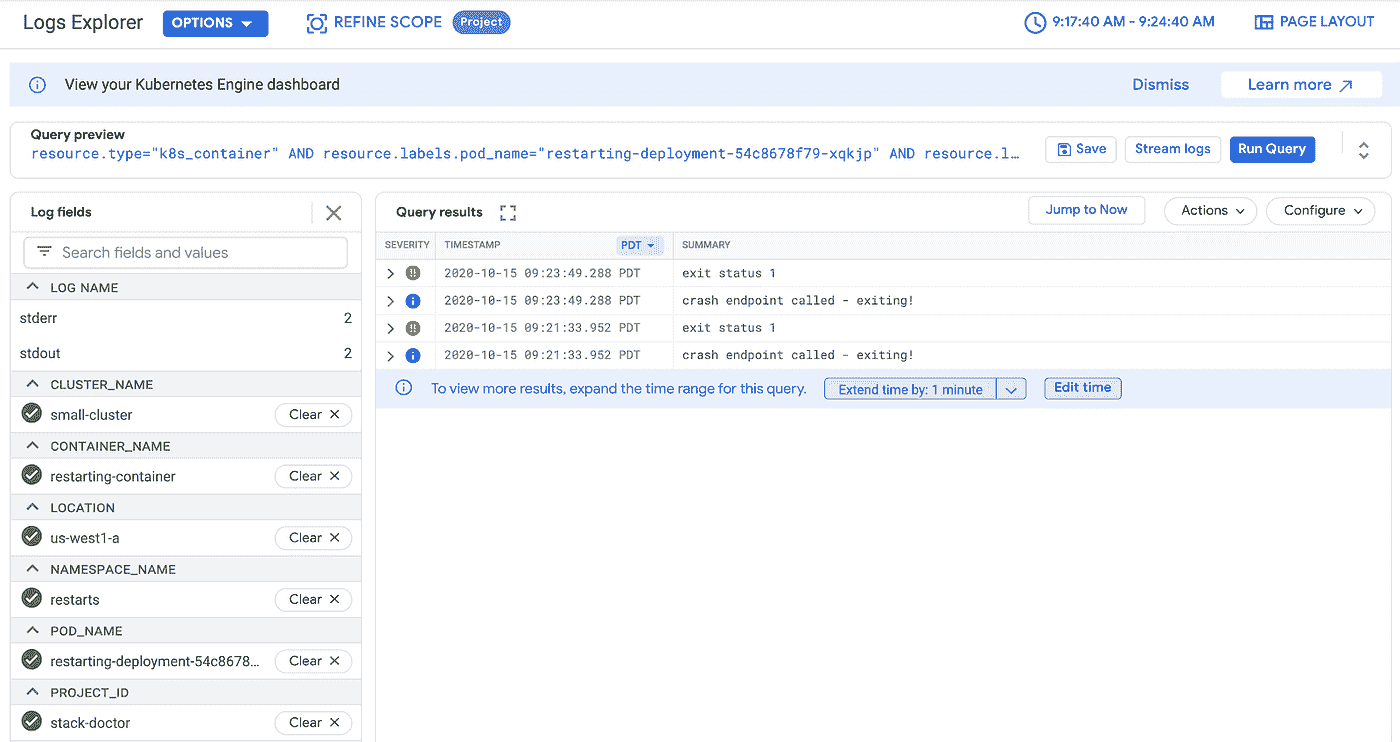 Logs Explorer OPTIONS REFINE SCOPE Project 9:17:40 AM - 9:24:40 AM PAGE LAYOUT
View your Kubernetes Engine dashboard Dismiss Learn more
Query preview
resource.type="k8s_container" AND resource.labels.pod_name="restarting-deployment-54c8678f79-xqkjp" AND resource.l… Save Stream logs Run Query
Log fields
Search fields and values
LOG NAME
stderr 2
stdout 2
CLUSTER_NAME
small-cluster Clear
CONTAINER_NAME
restarting-container Clear
LOCATION
us-west1-a Clear
NAMESPACE_NAME
restarts Clear
POD_NAME
restarting-deployment-54c8678… Clear
PROJECT_ID
stack-doctor Clear
Query results Jump to Now Actions Configure
SEVERITY TIMESTAMP PDT SUMMARY
2020-10-15 09:23:49.288 PDT exit status 1
2020-10-15 09:23:49.288 PDT crash endpoint called - exiting!
2020-10-15 09:21:33.952 PDT exit status 1
2020-10-15 09:21:33.952 PDT crash endpoint called - exiting!
To view more results, expand the time range for this query. Extend time by: 1 minute Edit time